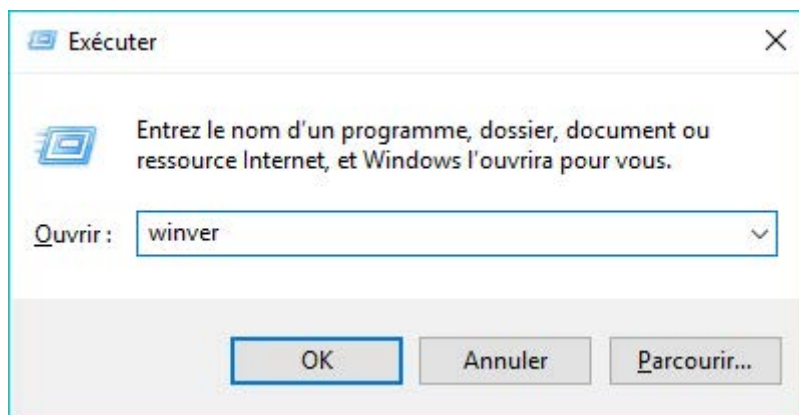 Exécuter
Entrez le nom d'un programme, dossier, document ou
ressource Internet, et Windows l'ouvrira pour vous.
Ouvrir : winver
OK Annuler Parcourir...